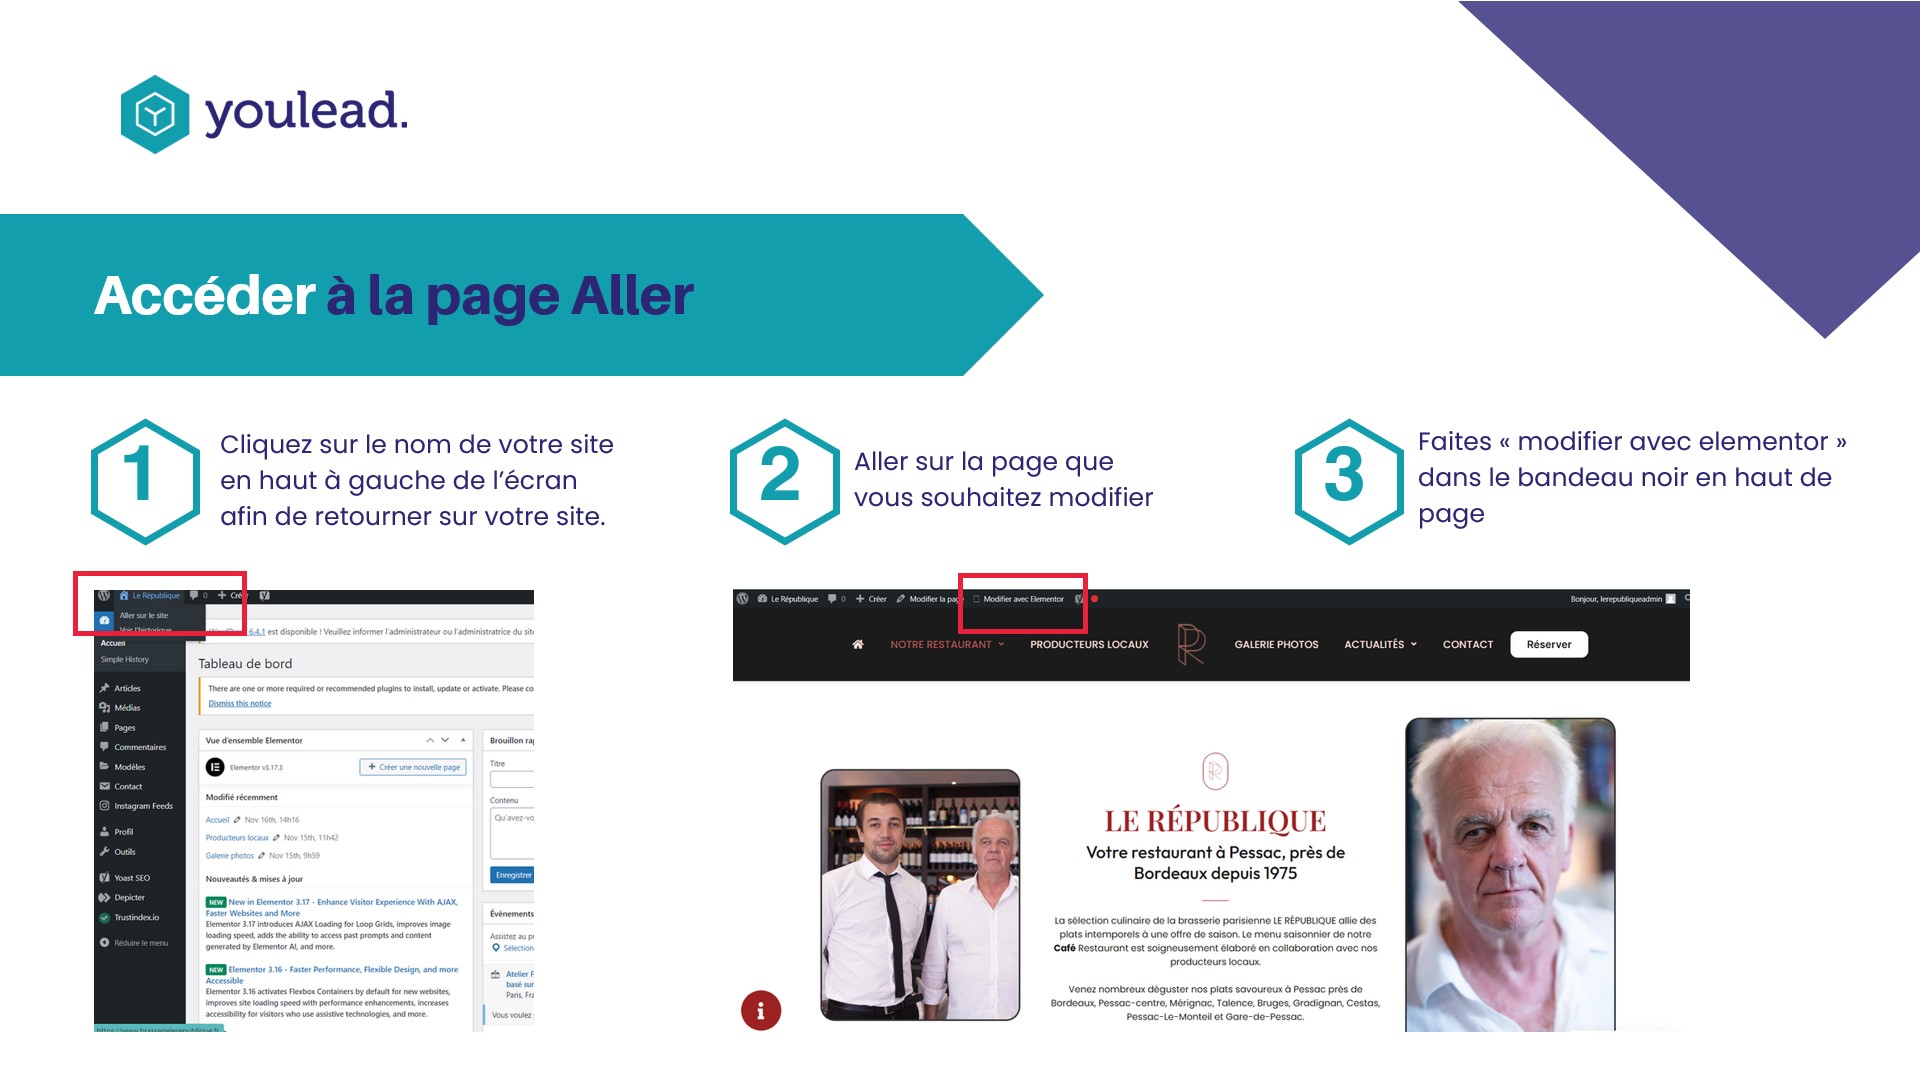 youlead.
Accéder à la page Aller
1
Cliquez sur le nom de votre site
en haut à gauche de l’écran
afin de retourner sur votre site.
2
Aller sur la page que
vous souhaitez modifier
3
Faites « modifier avec elementor »
dans le bandeau noir en haut de
page
Le République 0
Aller sur le site
Voir l'historique
6.4.1 est disponible ! Veuillez informer l'administrateur ou l'administratrice du site
Accueil
Simple History
Articles
Médias
Pages
Commentaires
Modèles
Contact
Instagram Feeds
Profil
Outils
Yoast SEO
Depicter
Trustindex.io
Réduire le menu
Tableau de bord
There are one or more required or recommended plugins to install, update or activate. Please co
Dismiss this notice
Vue d'ensemble Elementor
Elementor v3.17.3
Créer une nouvelle page
Modifié récemment
Accueil Nov 16th, 14h16
Producteurs locaux Nov 15th, 11h42
Galerie photos Nov 15th, 9h59
Nouveautés & mises à jour
NEW New in Elementor 3.17 - Enhance Visitor Experience With AJAX,
Faster Websites and More
Elementor 3.17 introduces AJAX Loading for Loop Grids, improves image
loading speed, adds the ability to access past prompts and content
generated by Elementor AI, and more.
NEW Elementor 3.16 - Faster Performance, Flexible Design, and more
Accessible
Elementor 3.16 activates Flexbox Containers by default for new websites,
improves site loading speed with performance enhancements, increases
accessibility for visitors who use assistive technologies, and more.
Brouillon rap
Titre
Contenu
Qu'avez-vo
Enregistrer
Évènements
Assistez au pr
Sélection
Atelier F
basé sur
Paris, Fra
Vous voulez
Le République 0 Créer Modifier la page Modifier avec Elementor
Bonjour, lerepubliqueadmin
NOTRE RESTAURANT PRODUCTEURS LOCAUX GALERIE PHOTOS ACTUALITÉS CONTACT Réserver
LE RÉPUBLIQUE
Votre restaurant à Pessac, près de
Bordeaux depuis 1975
La sélection culinaire de la brasserie parisienne LE RÉPUBLIQUE allie des
plats intemporels à une offre de saison. Le menu saisonnier de notre
Café Restaurant est soigneusement élaboré en collaboration avec nos
producteurs locaux.
Venez nombreux déguster nos plats savoureux à Pessac près de
Bordeaux, Pessac-centre, Mérignac, Talence, Bruges, Gradignan, Cestas,
Pessac-Le-Monteil et Gare-de-Pessac.